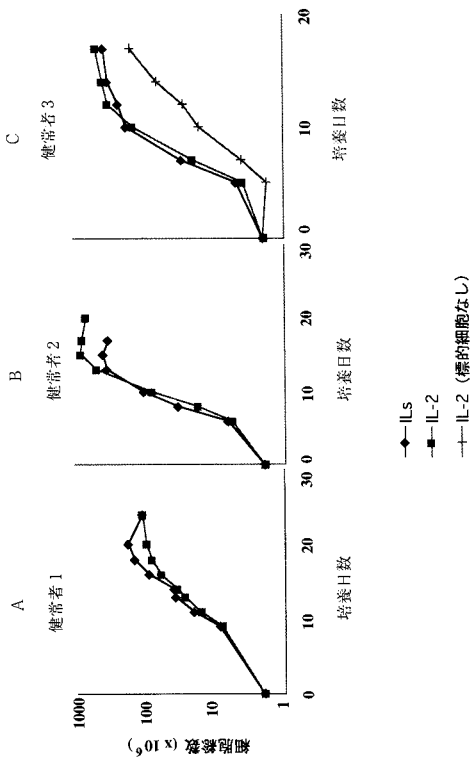 A
健常者1
B
健常者2
C
健常者3
細胞総数 (x 10⁶)
1000
100
10
1
0
10
20
30
培養日数
0
10
20
30
培養日数
0
10
20
培養日数
ILs
IL-2
IL-2 (標的細胞なし)